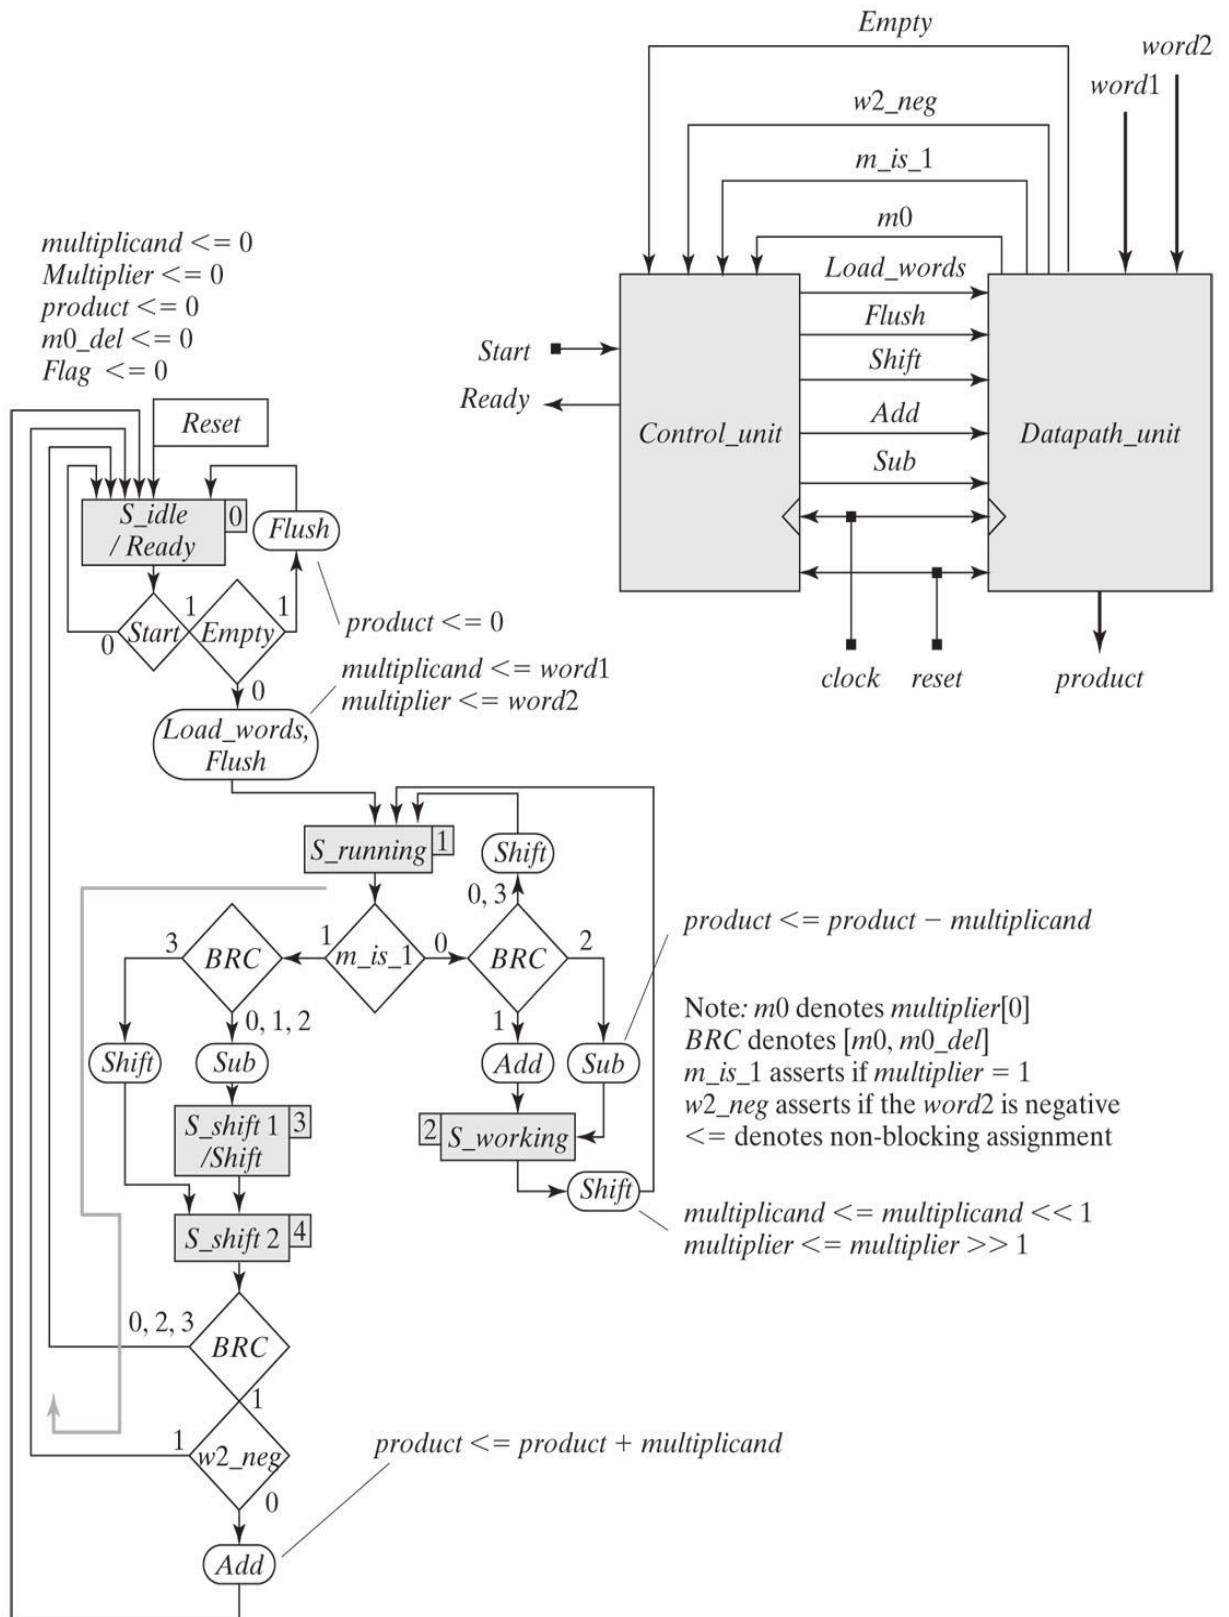 Empty
word2
word1
w2_neg
m_is_1
m0
multiplicand <= 0
Multiplier <= 0
product <= 0
m0_del <= 0
Flag <= 0
Load_words
Flush
Shift
Add
Sub
Start
Ready
Control_unit
Datapath_unit
clock
reset
product
Reset
S_idle
/ Ready
0
Flush
Start
1
0
Empty
1
0
product <= 0
multiplicand <= word1
multiplier <= word2
Load_words,
Flush
S_running
1
Shift
0, 3
3
BRC
1
m_is_1
0
BRC
2
product <= product − multiplicand
0, 1, 2
1
Shift
Sub
Add
Sub
Note: m0 denotes multiplier[0]
BRC denotes [m0, m0_del]
m_is_1 asserts if multiplier = 1
w2_neg asserts if the word2 is negative
<= denotes non-blocking assignment
S_shift 1
/Shift
3
2
S_working
Shift
S_shift 2
4
multiplicand <= multiplicand << 1
multiplier <= multiplier >> 1
0, 2, 3
BRC
1
1
w2_neg
0
product <= product + multiplicand
Add